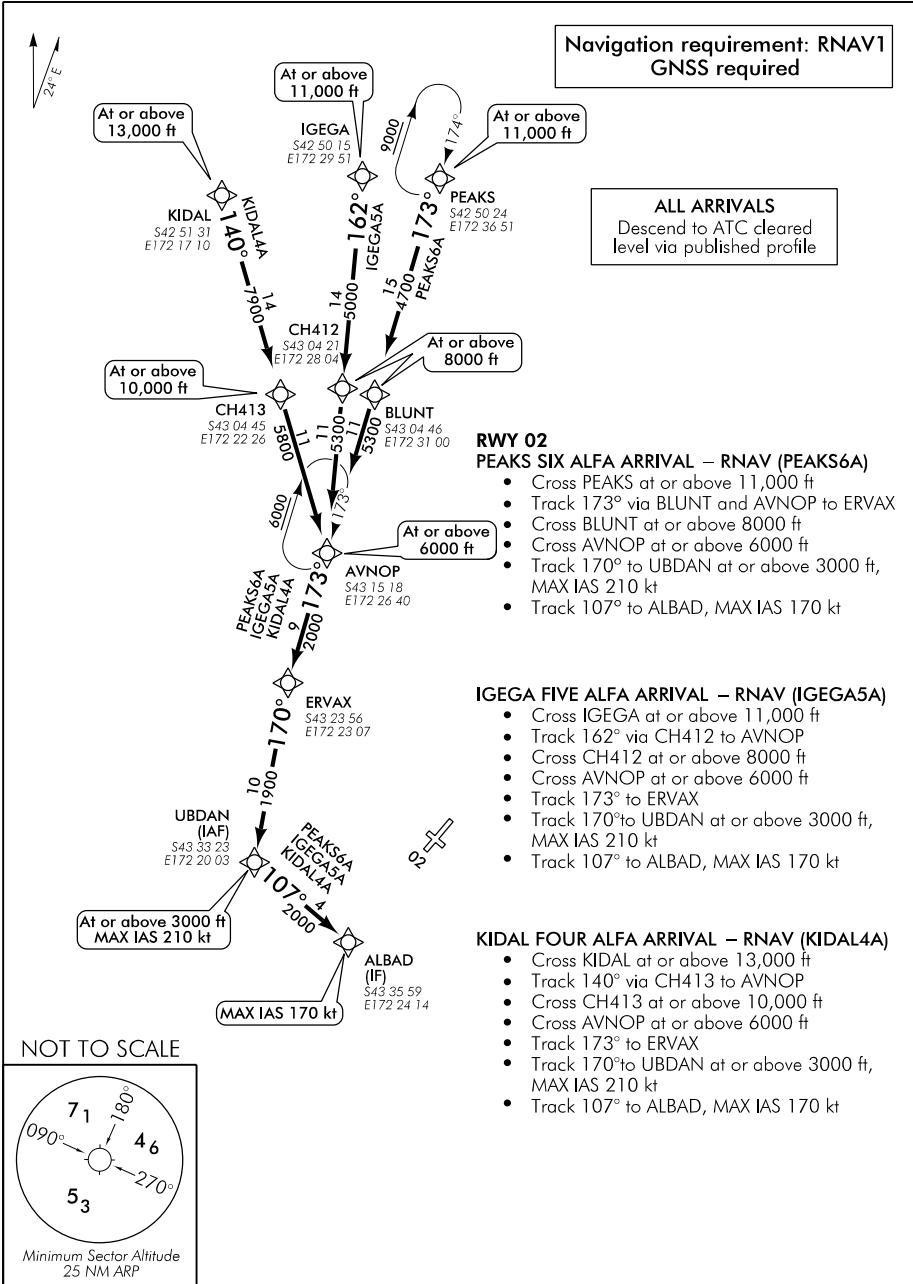 Navigation requirement: RNAV1
GNSS required
24° E
At or above
11,000 ft
At or above
13,000 ft
IGEGA
S42 50 15
E172 29 51
9000
174°
At or above
11,000 ft
PEAKS
S42 50 24
E172 36 51
KIDAL
S42 51 31
E172 17 10
ALL ARRIVALS
Descend to ATC cleared
level via published profile
140°
KIDAL4A
14
7900
162°
IGEGA5A
14
5000
173°
PEAKS6A
15
4700
CH412
S43 04 21
E172 28 04
At or above
8000 ft
At or above
10,000 ft
CH413
S43 04 45
E172 22 26
BLUNT
S43 04 46
E172 31 00
11
5800
11
5300
11
5300
6000
173°
At or above
6000 ft
AVNOP
S43 15 18
E172 26 40
PEAKS6A
IGEGA5A
KIDAL4A
173°
9
2000
ERVAX
S43 23 56
E172 23 07
170°
10
1900
UBDAN
(IAF)
S43 33 23
E172 20 03
PEAKS6A
IGEGA5A
KIDAL4A
107°
4
2000
02
At or above 3000 ft
MAX IAS 210 kt
ALBAD
(IF)
S43 35 59
E172 24 14
MAX IAS 170 kt
RWY 02
PEAKS SIX ALFA ARRIVAL – RNAV (PEAKS6A)
• Cross PEAKS at or above 11,000 ft
• Track 173° via BLUNT and AVNOP to ERVAX
• Cross BLUNT at or above 8000 ft
• Cross AVNOP at or above 6000 ft
• Track 170° to UBDAN at or above 3000 ft,
MAX IAS 210 kt
• Track 107° to ALBAD, MAX IAS 170 kt
IGEGA FIVE ALFA ARRIVAL – RNAV (IGEGA5A)
• Cross IGEGA at or above 11,000 ft
• Track 162° via CH412 to AVNOP
• Cross CH412 at or above 8000 ft
• Cross AVNOP at or above 6000 ft
• Track 173° to ERVAX
• Track 170°to UBDAN at or above 3000 ft,
MAX IAS 210 kt
• Track 107° to ALBAD, MAX IAS 170 kt
KIDAL FOUR ALFA ARRIVAL – RNAV (KIDAL4A)
• Cross KIDAL at or above 13,000 ft
• Track 140° via CH413 to AVNOP
• Cross CH413 at or above 10,000 ft
• Cross AVNOP at or above 6000 ft
• Track 173° to ERVAX
• Track 170°to UBDAN at or above 3000 ft,
MAX IAS 210 kt
• Track 107° to ALBAD, MAX IAS 170 kt
NOT TO SCALE
71
180°
090°
46
270°
53
Minimum Sector Altitude
25 NM ARP